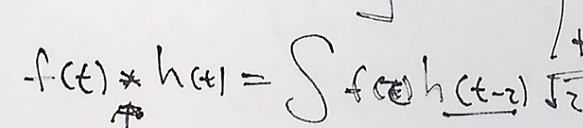 f(t) * h(t) = ∫ f(τ) h(t-τ)